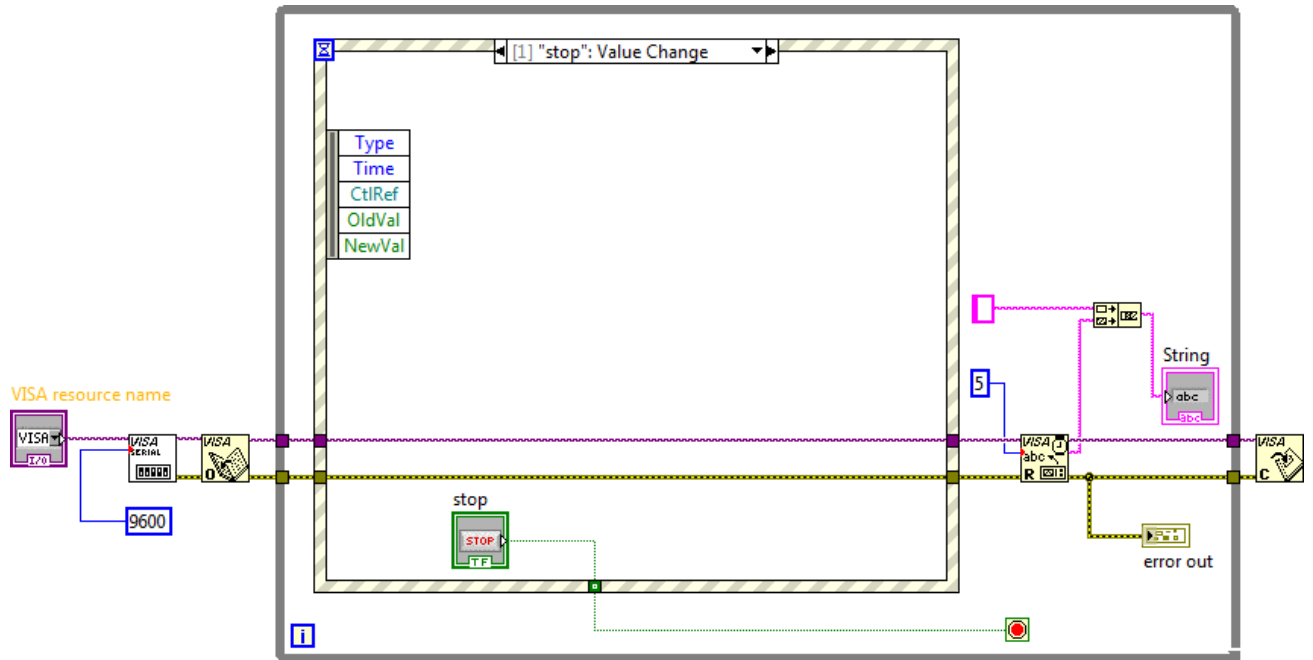 [1] "stop": Value Change
Type
Time
CtlRef
OldVal
NewVal
String
abc
abc
5
VISA resource name
VISA
I/O
VISA
SERIAL
VISA
O
VISA
abc
R
VISA
C
9600
stop
STOP
TF
error out
i